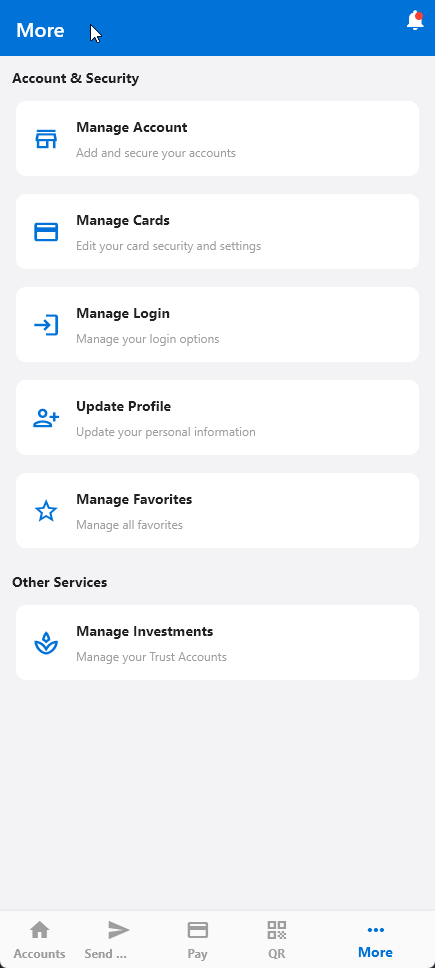 More
Account & Security
Manage Account
Add and secure your accounts
Manage Cards
Edit your card security and settings
Manage Login
Manage your login options
Update Profile
Update your personal information
Manage Favorites
Manage all favorites
Other Services
Manage Investments
Manage your Trust Accounts
Accounts Send ... Pay QR More